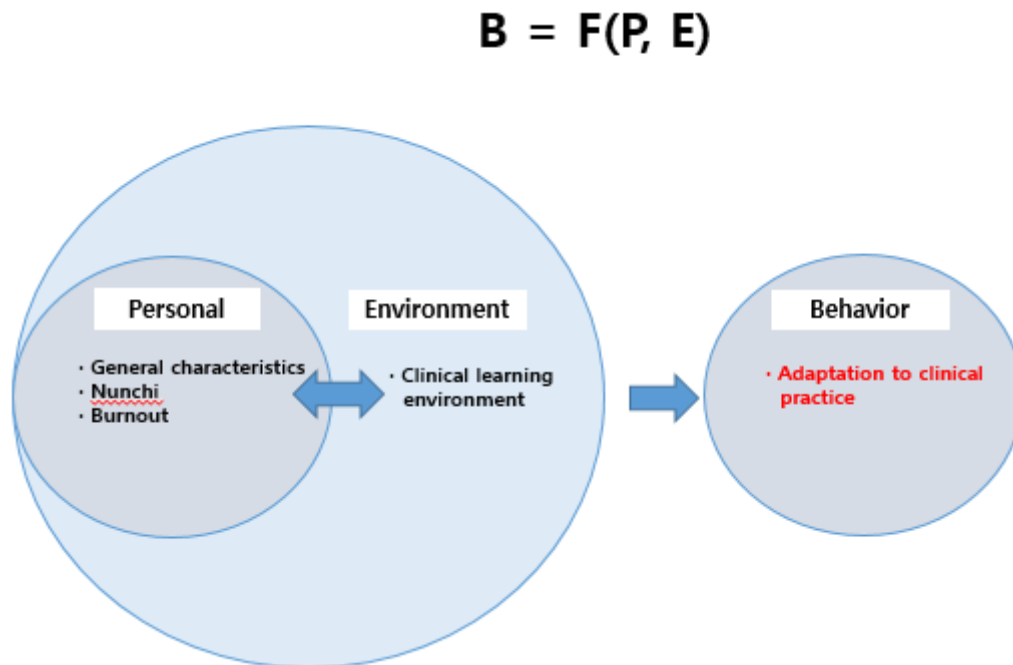 B = F(P, E)
Personal
· General characteristics
· Nunchi
· Burnout
Environment
· Clinical learning
environment
Behavior
· Adaptation to clinical
practice